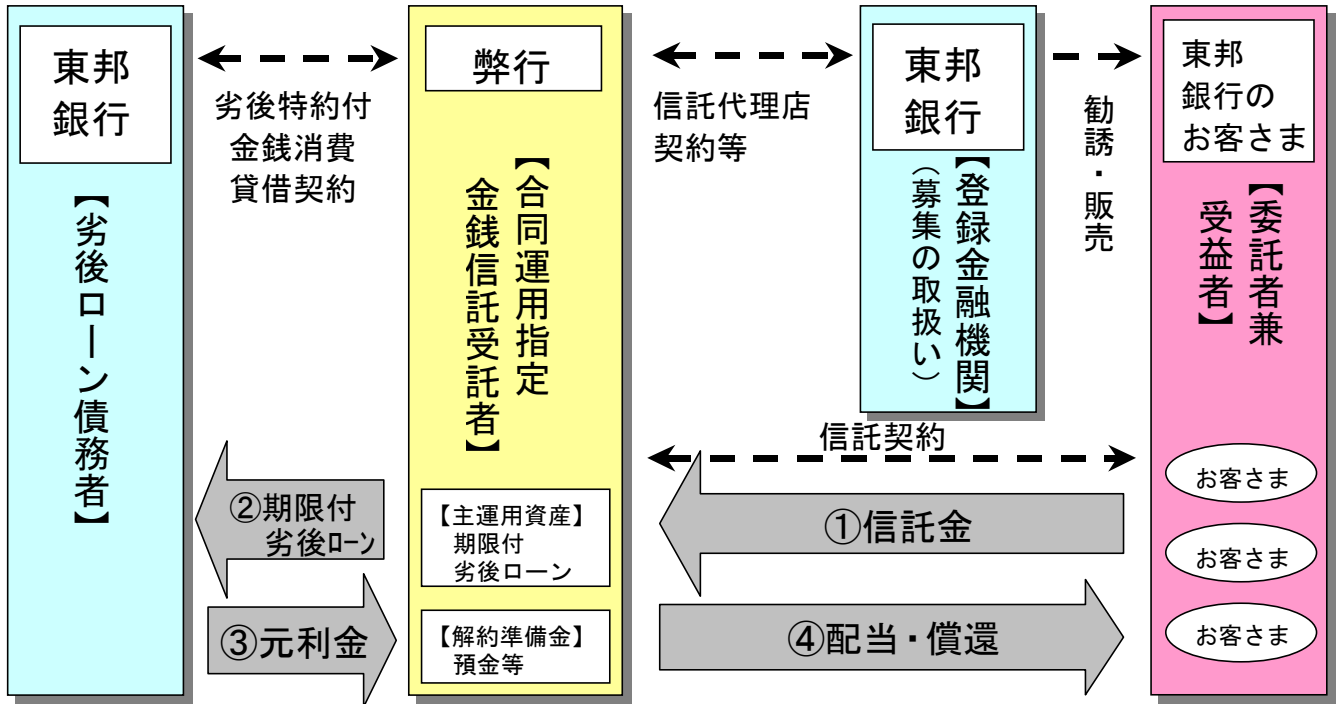 東邦
銀行
【劣後ローン債務者】
劣後特約付
金銭消費
貸借契約
弊行
【合同運用指定
金銭信託受託者】
信託代理店
契約等
東邦
銀行
【登録金融機関】
(募集の取扱い)
勧誘・販売
東邦
銀行の
お客さま
【委託者兼
受益者】
信託契約
②期限付
劣後ローン
【主運用資産】
期限付
劣後ローン
①信託金
③元利金
【解約準備金】
預金等
④配当・償還
お客さま
お客さま
お客さま